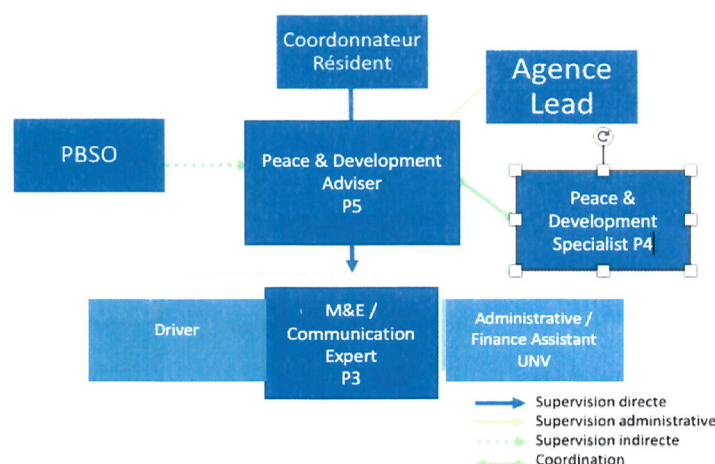 Coordonnateur
Résident
Agence
Lead
PBSO
Peace & Development
Adviser
P5
Peace &
Development
Specialist P4
Driver
M&E /
Communication
Expert
P3
Administrative /
Finance Assistant
UNV
Supervision directe
Supervision administrative
Supervision indirecte
Coordination